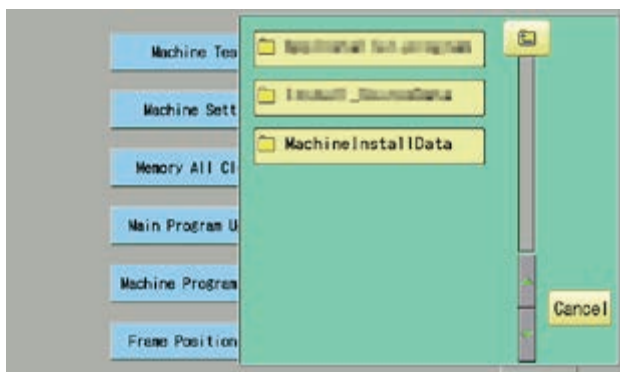 Machine Tes
Machine Sett
Memory All Cl
Main Program U
Machine Program
Frame Position
MachineInstallData
Cancel